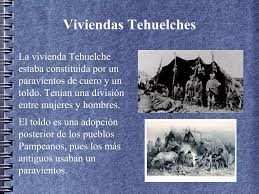 Viviendas Tehuelches
La vivienda Tehuelche
estaba constituida por un
paravientos de cuero y un
toldo. Tenían una división
entre mujeres y hombres.
El toldo es una adopción
posterior de los pueblos
Pampeanos, pues los más
antiguos usaban un
paravientos.